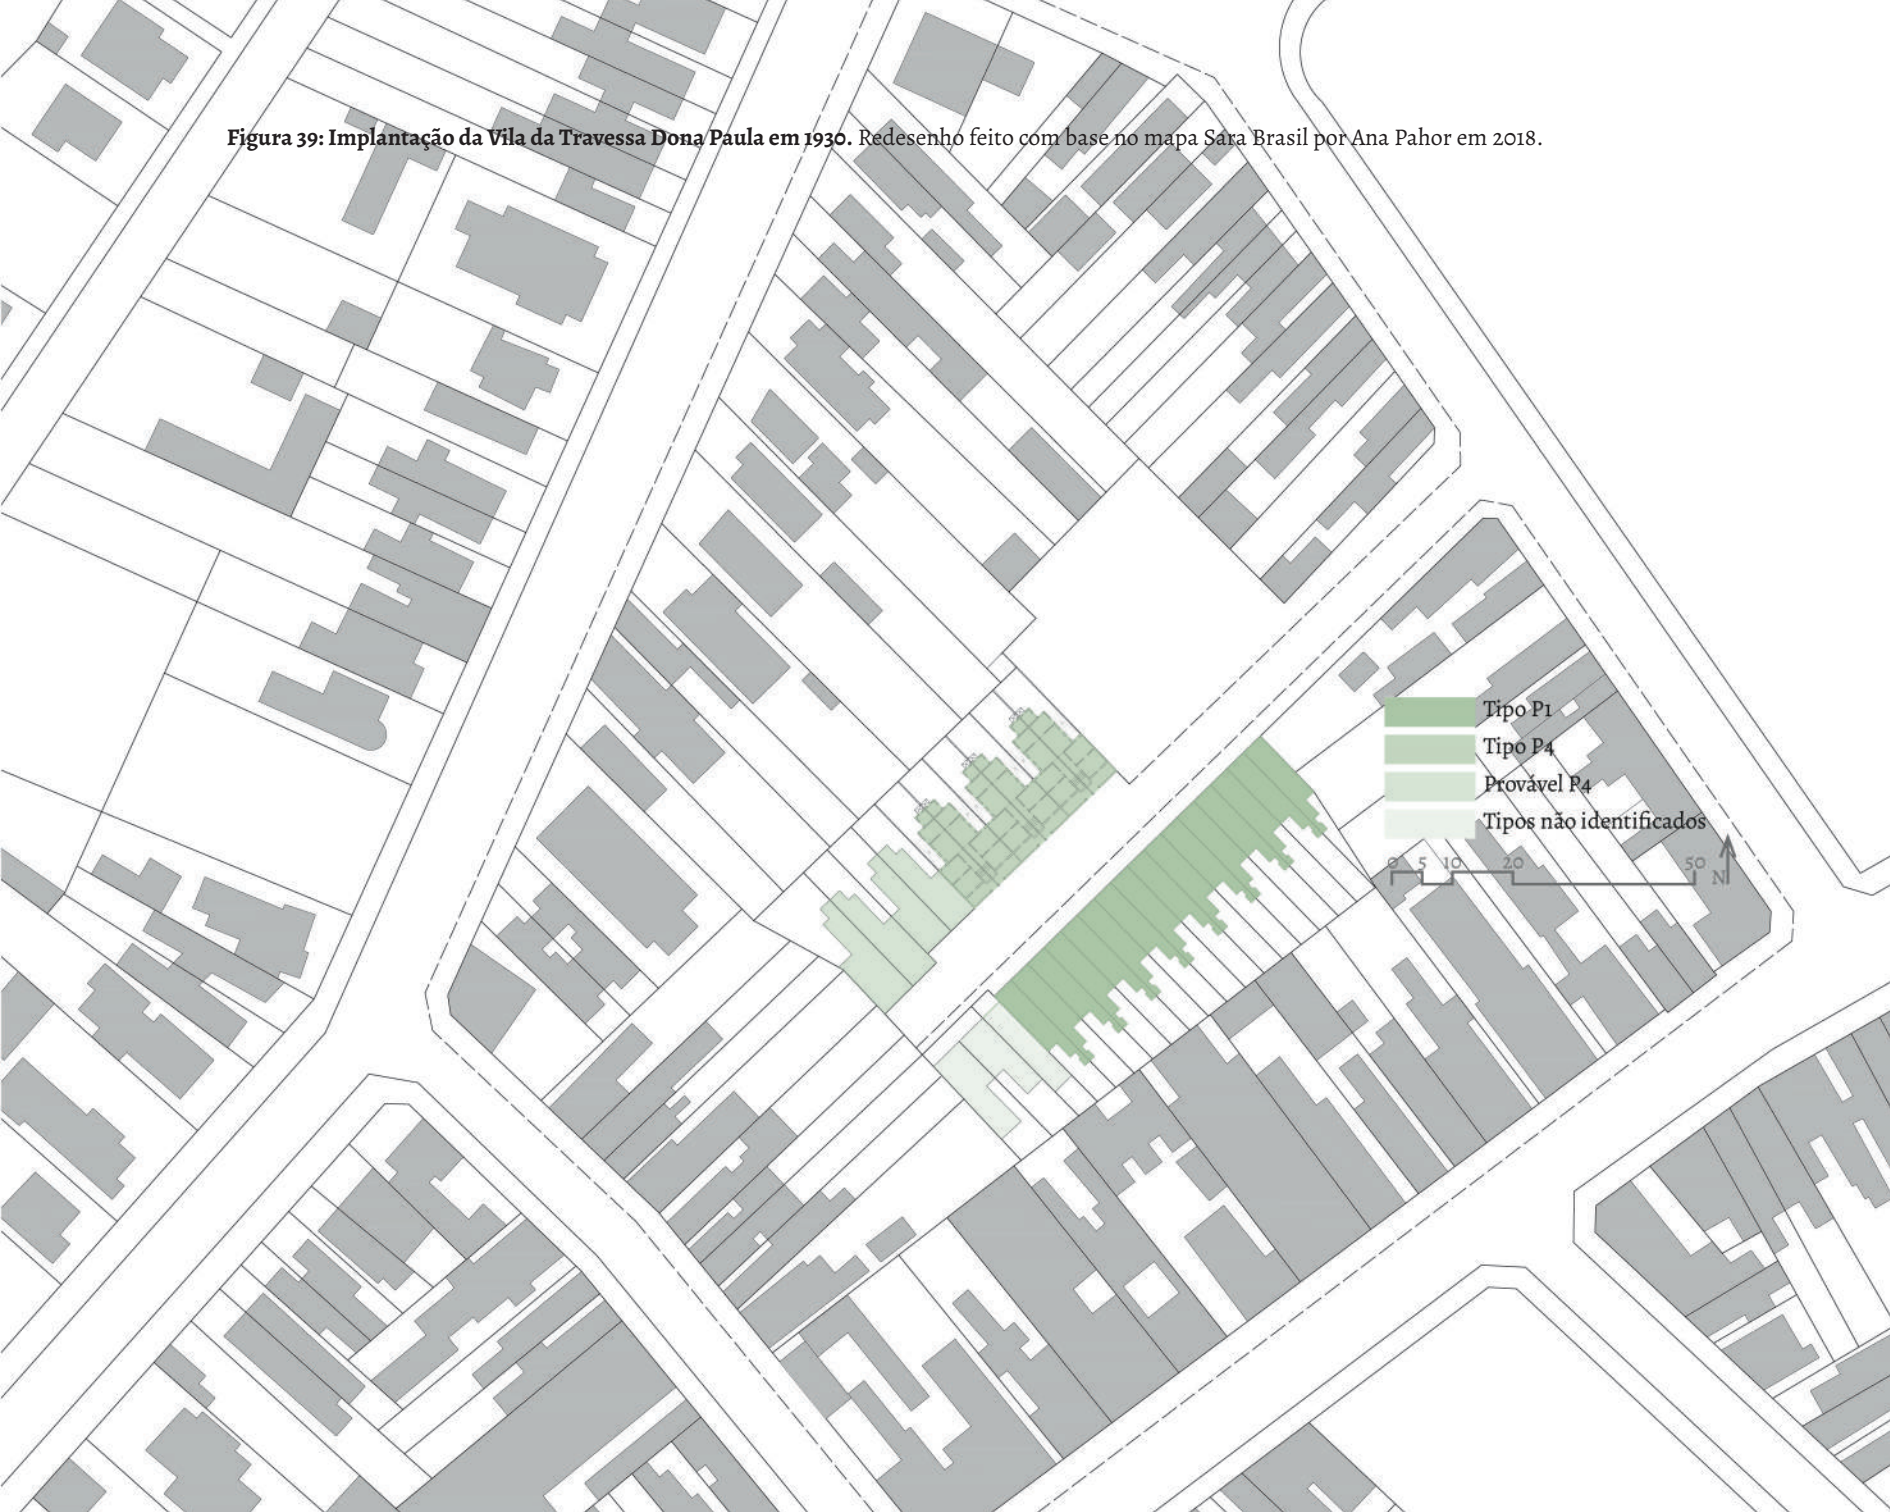 Figura 39: Implantação da Vila da Travessa Dona Paula em 1930. Redesenho feito com base no mapa Sara Brasil por Ana Pahor em 2018.
Tipo P1
Tipo P4
Provável P4
Tipos não identificados
0 5 10 20 50 N